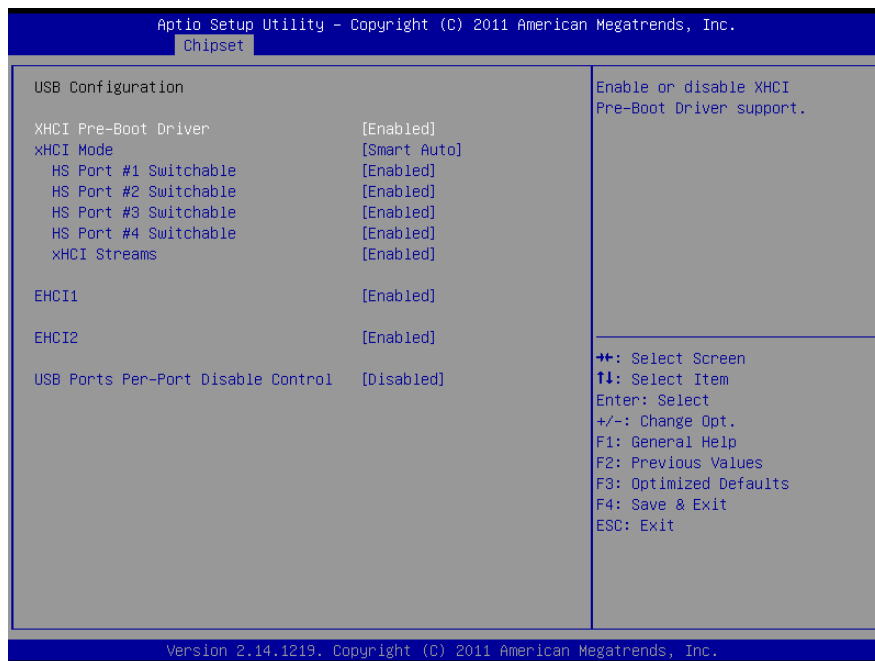 Aptio Setup Utility – Copyright (C) 2011 American Megatrends, Inc.
Chipset
USB Configuration
XHCI Pre-Boot Driver [Enabled]
xHCI Mode [Smart Auto]
HS Port #1 Switchable [Enabled]
HS Port #2 Switchable [Enabled]
HS Port #3 Switchable [Enabled]
HS Port #4 Switchable [Enabled]
xHCI Streams [Enabled]
EHCI1 [Enabled]
EHCI2 [Enabled]
USB Ports Per-Port Disable Control [Disabled]
Enable or disable XHCI
Pre-Boot Driver support.
→←: Select Screen
↑↓: Select Item
Enter: Select
+/-: Change Opt.
F1: General Help
F2: Previous Values
F3: Optimized Defaults
F4: Save & Exit
ESC: Exit
Version 2.14.1219. Copyright (C) 2011 American Megatrends, Inc.